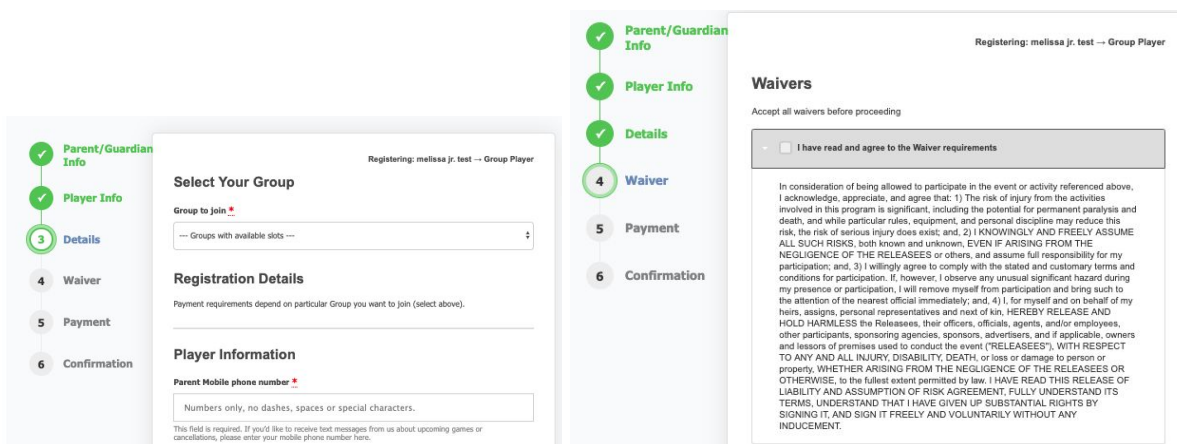 Parent/Guardian
Info
Player Info
3
Details
4
Waiver
5
Payment
6
Confirmation
Registering: melissa jr. test → Group Player
Select Your Group
Group to join *
--- Groups with available slots ---
Registration Details
Payment requirements depend on particular Group you want to join (select above).
Player Information
Parent Mobile phone number *
Numbers only, no dashes, spaces or special characters.
This field is required. If you'd like to receive text messages from us about upcoming games or
cancellations, please enter your mobile phone number here.
Parent/Guardian
Info
Player Info
Details
4
Waiver
5
Payment
6
Confirmation
Registering: melissa jr. test → Group Player
Waivers
Accept all waivers before proceeding
I have read and agree to the Waiver requirements
In consideration of being allowed to participate in the event or activity referenced above,
I acknowledge, appreciate, and agree that: 1) The risk of injury from the activities
involved in this program is significant, including the potential for permanent paralysis and
death, and while particular rules, equipment, and personal discipline may reduce this
risk, the risk of serious injury does exist; and, 2) I KNOWINGLY AND FREELY ASSUME
ALL SUCH RISKS, both known and unknown, EVEN IF ARISING FROM THE
NEGLIGENCE OF THE RELEASEES or others, and assume full responsibility for my
participation; and, 3) I willingly agree to comply with the stated and customary terms and
conditions for participation. If, however, I observe any unusual significant hazard during
my presence or participation, I will remove myself from participation and bring such to
the attention of the nearest official immediately; and, 4) I, for myself and on behalf of my
heirs, assigns, personal representatives and next of kin, HEREBY RELEASE AND
HOLD HARMLESS the Releasees, their officers, officials, agents, and/or employees,
other participants, sponsoring agencies, sponsors, advertisers, and if applicable, owners
and lessors of premises used to conduct the event ("RELEASEES"), WITH RESPECT
TO ANY AND ALL INJURY, DISABILITY, DEATH, or loss or damage to person or
property, WHETHER ARISING FROM THE NEGLIGENCE OF THE RELEASEES OR
OTHERWISE, to the fullest extent permitted by law. I HAVE READ THIS RELEASE OF
LIABILITY AND ASSUMPTION OF RISK AGREEMENT, FULLY UNDERSTAND ITS
TERMS, UNDERSTAND THAT I HAVE GIVEN UP SUBSTANTIAL RIGHTS BY
SIGNING IT, AND SIGN IT FREELY AND VOLUNTARILY WITHOUT ANY
INDUCEMENT.